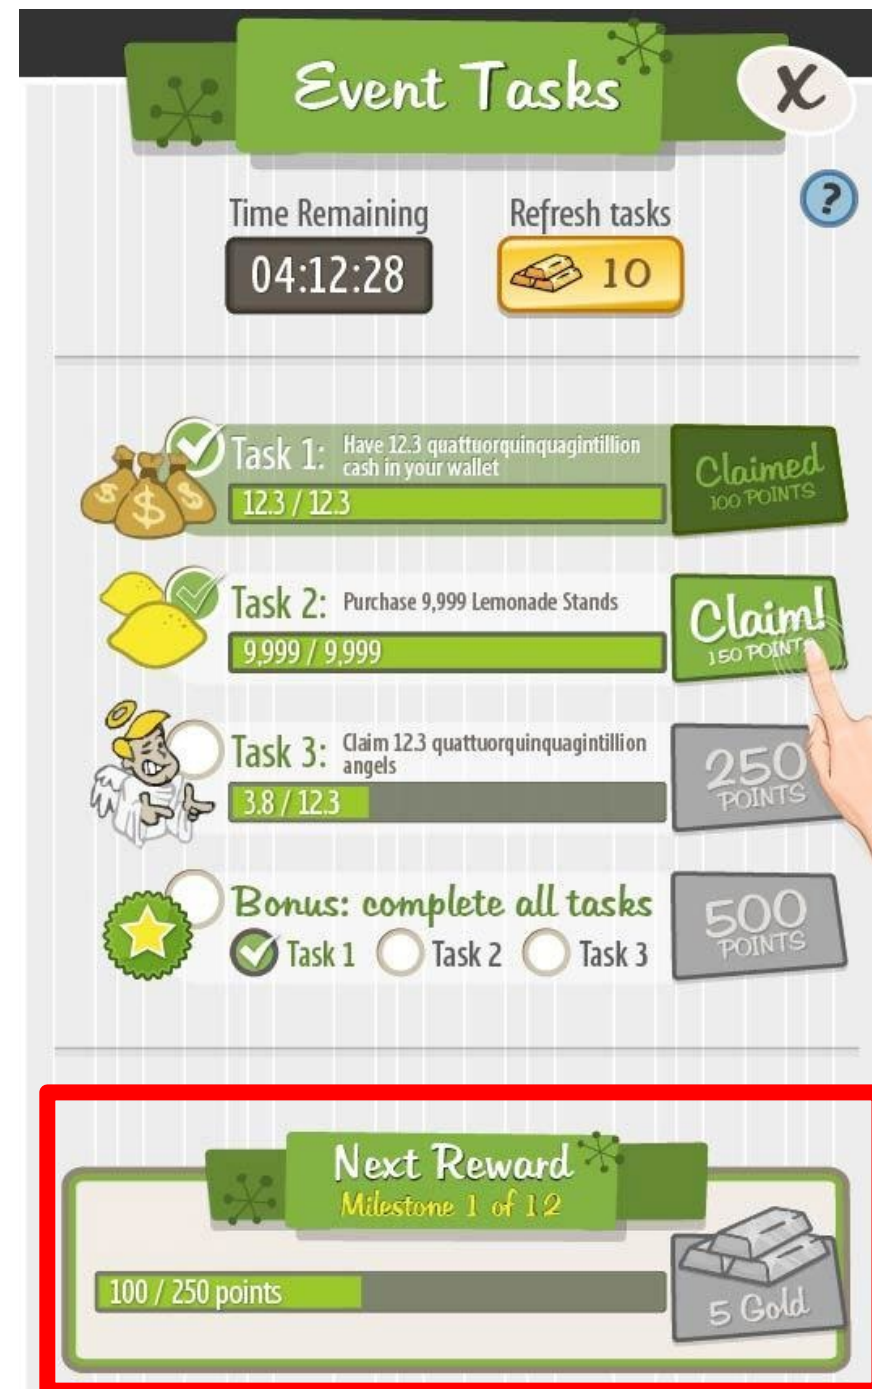 Event Tasks
X
?
Time Remaining
Refresh tasks
04:12:28
10
Task 1: Have 12.3 quattuorquinquagintillion
cash in your wallet
12.3 / 12.3
Claimed
100 POINTS
Task 2: Purchase 9,999 Lemonade Stands
9,999 / 9,999
Claim!
150 POINTS
Task 3: Claim 12.3 quattuorquinquagintillion
angels
3.8 / 12.3
250
POINTS
Bonus: complete all tasks
Task 1 Task 2 Task 3
500
POINTS
Next Reward
Milestone 1 of 12
100 / 250 points
5 Gold